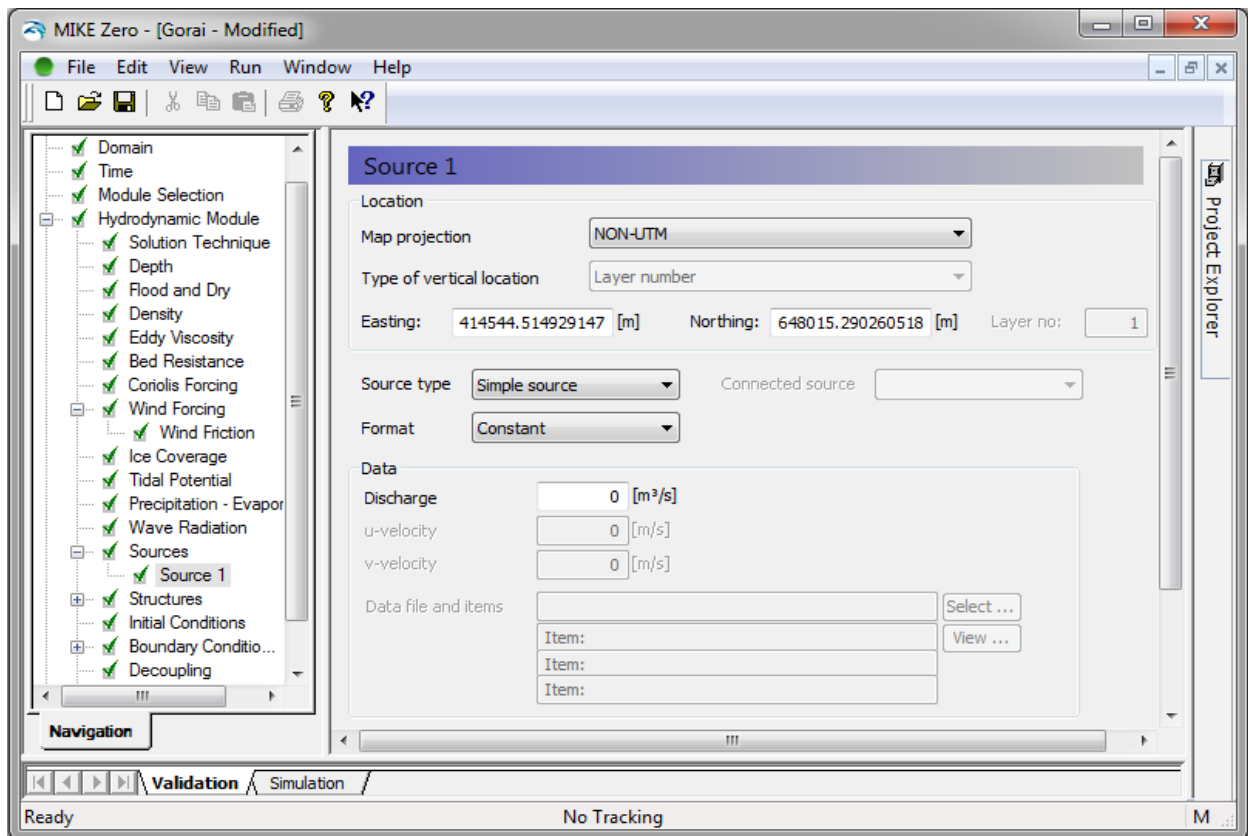 MIKE Zero - [Gorai - Modified]
File Edit View Run Window Help
Domain
Time
Module Selection
Hydrodynamic Module
Solution Technique
Depth
Flood and Dry
Density
Eddy Viscosity
Bed Resistance
Coriolis Forcing
Wind Forcing
Wind Friction
Ice Coverage
Tidal Potential
Precipitation - Evapor
Wave Radiation
Sources
Source 1
Structures
Initial Conditions
Boundary Conditio...
Decoupling
Navigation
Source 1
Location
Map projection NON-UTM
Type of vertical location Layer number
Easting: 414544.514929147 [m] Northing: 648015.290260518 [m] Layer no: 1
Source type Simple source Connected source
Format Constant
Data
Discharge 0 [m³/s]
u-velocity 0 [m/s]
v-velocity 0 [m/s]
Data file and items Select ...
Item: View ...
Item:
Item:
Project Explorer
Validation Simulation
Ready No Tracking M